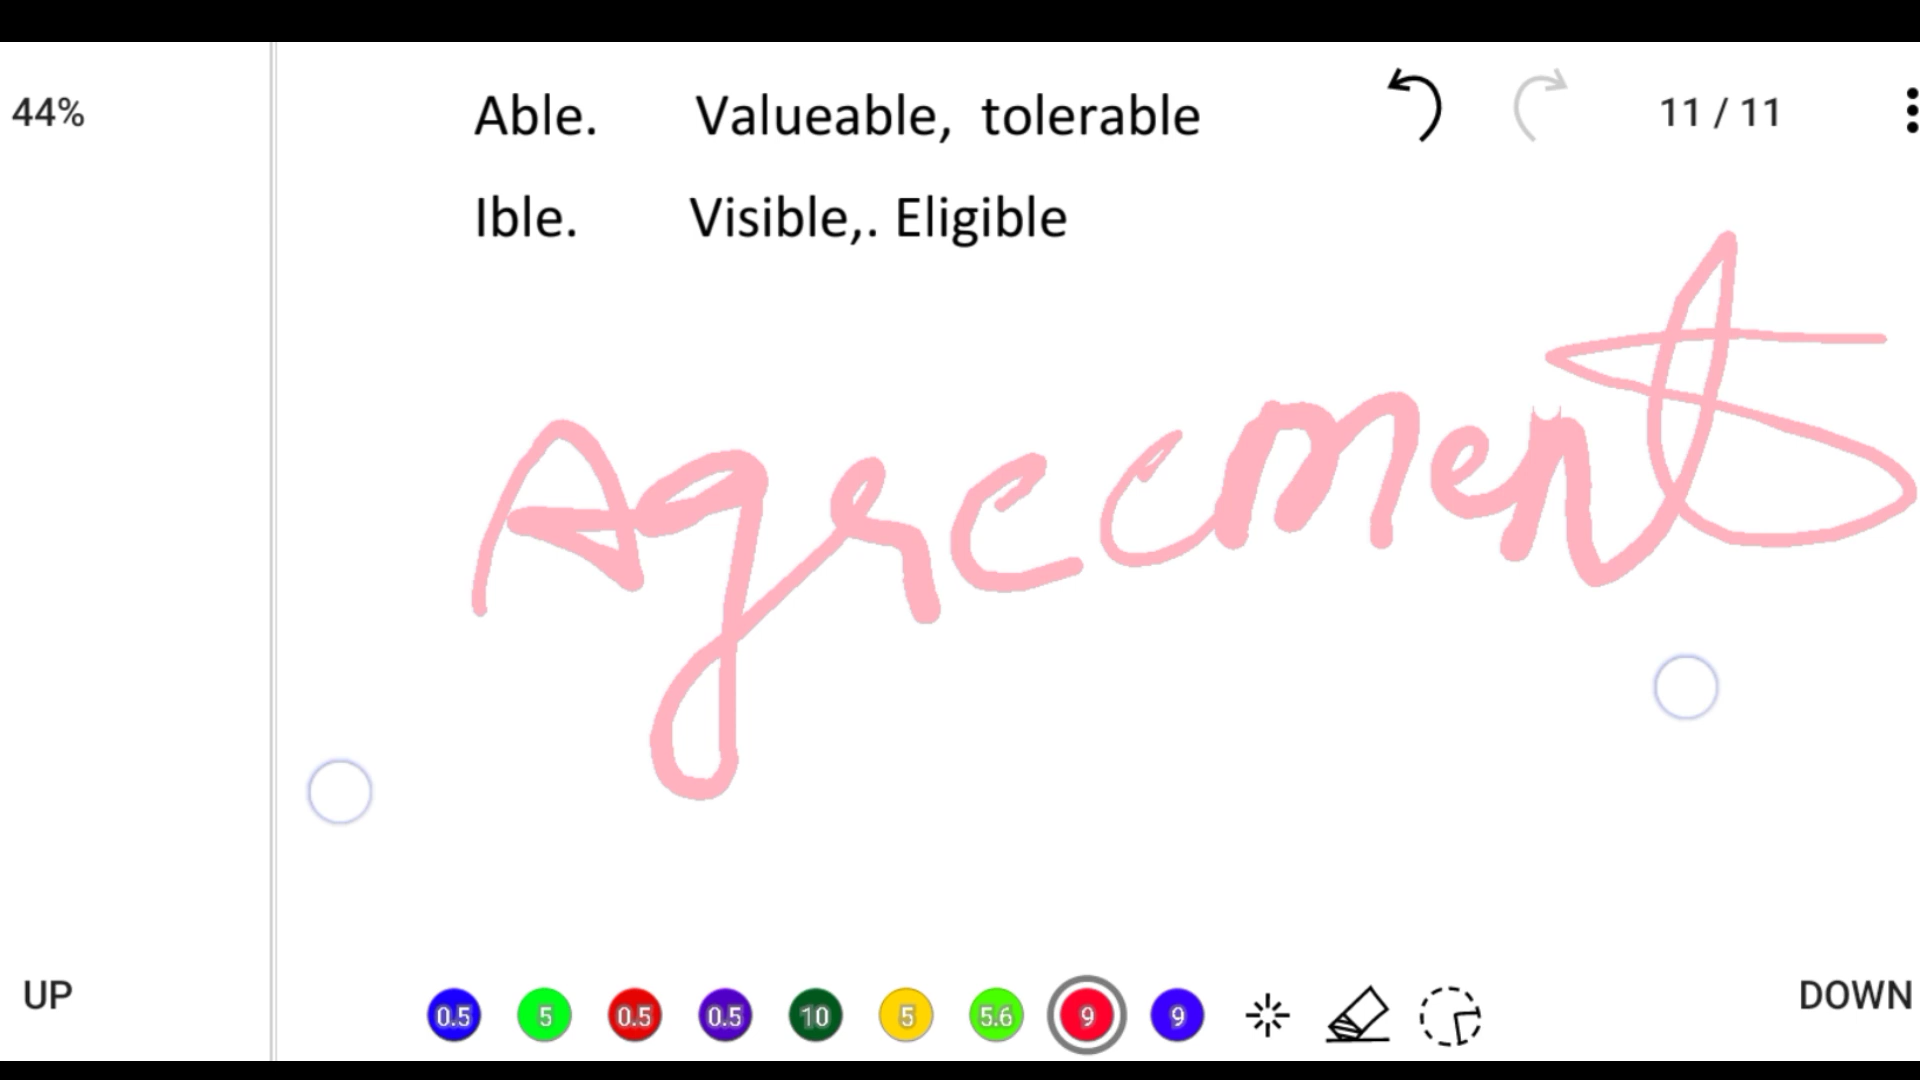 44%
Able. Valueable, tolerable
11 / 11
Ible. Visible,. Eligible
Agreement
UP
0.5 5 0.5 0.5 10 5 5.6 9 9
DOWN